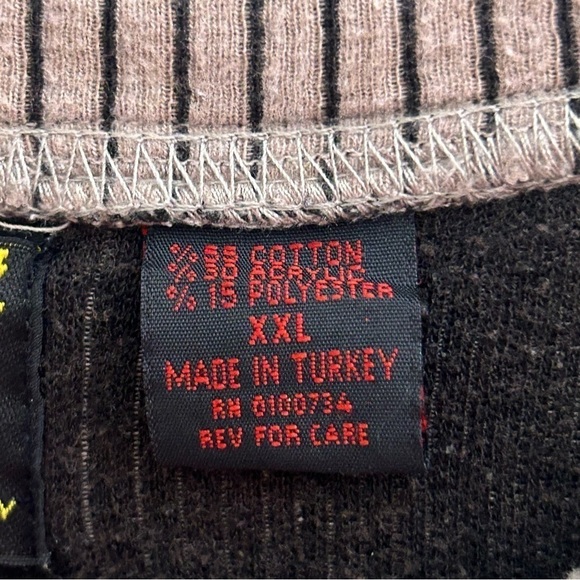 % 55 COTTON
% 30 ACRYLIC
% 15 POLYESTER
XXL
MADE IN TURKEY
RN 0100734
REV FOR CARE